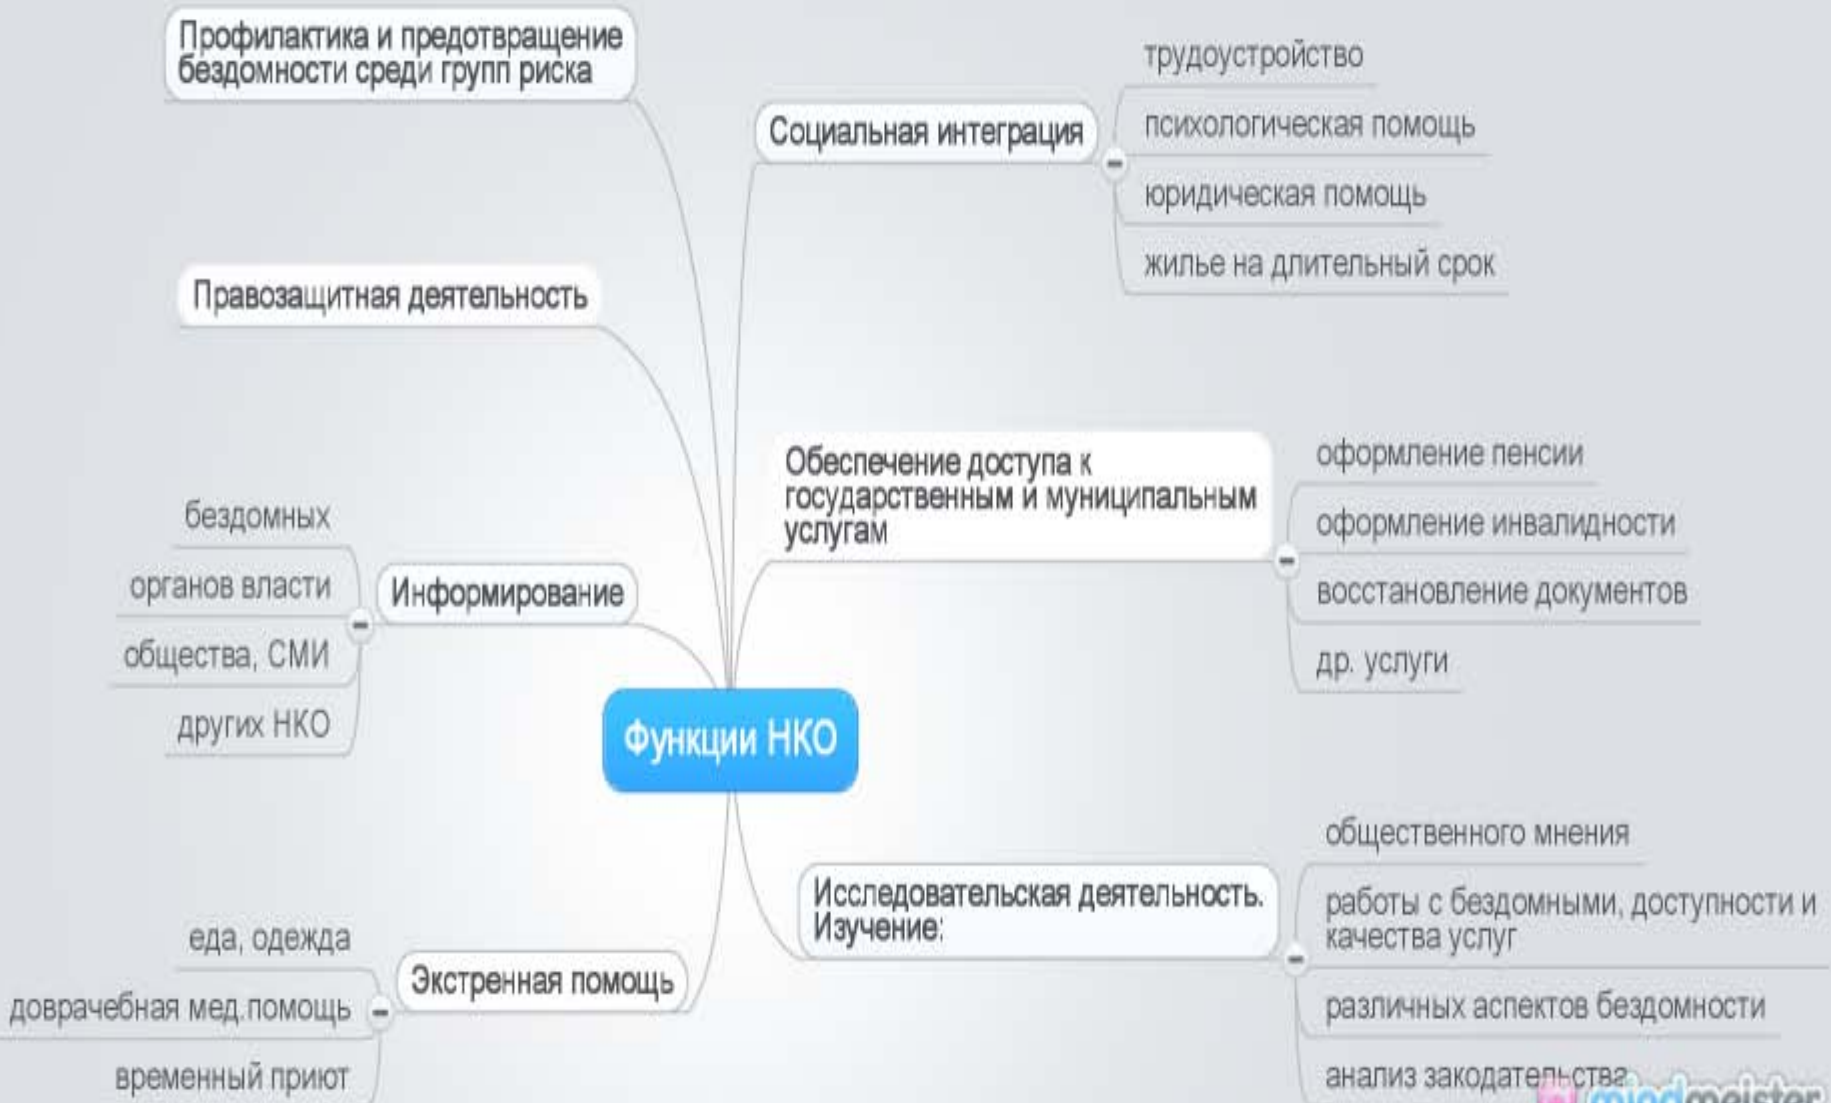 Профилактика и предотвращение
бездомности среди групп риска
Правозащитная деятельность
бездомных
органов власти
общества, СМИ
других НКО
Информирование
Функции НКО
еда, одежда
доврачебная мед.помощь
временный приют
Экстренная помощь
Социальная интеграция
трудоустройство
психологическая помощь
юридическая помощь
жилье на длительный срок
Обеспечение доступа к
государственным и муниципальным
услугам
оформление пенсии
оформление инвалидности
восстановление документов
др. услуги
Исследовательская деятельность.
Изучение:
общественного мнения
работы с бездомными, доступности и
качества услуг
различных аспектов бездомности
анализ закодательства
mindmeister